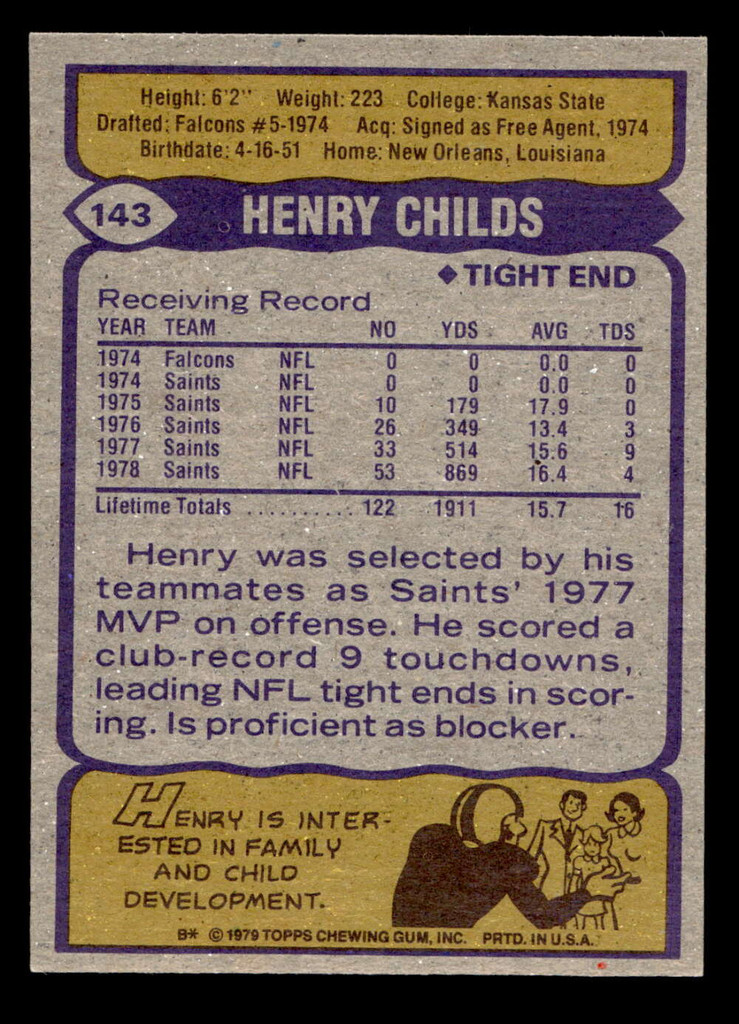 Height: 6'2" Weight: 223 College: Kansas State
Drafted: Falcons #5-1974 Acq: Signed as Free Agent, 1974
Birthdate: 4-16-51 Home: New Orleans, Louisiana
143 HENRY CHILDS
◆ TIGHT END
Receiving Record
YEAR TEAM NO YDS AVG TDS
1974 Falcons NFL 0 0 0.0 0
1974 Saints NFL 0 0 0.0 0
1975 Saints NFL 10 179 17.9 0
1976 Saints NFL 26 349 13.4 3
1977 Saints NFL 33 514 15.6 9
1978 Saints NFL 53 869 16.4 4
Lifetime Totals .......... 122 1911 15.7 16
Henry was selected by his
teammates as Saints' 1977
MVP on offense. He scored a
club-record 9 touchdowns,
leading NFL tight ends in scor-
ing. Is proficient as blocker.
HENRY IS INTER-
ESTED IN FAMILY
AND CHILD
DEVELOPMENT.
B* © 1979 TOPPS CHEWING GUM, INC. PRTD. IN U.S.A.